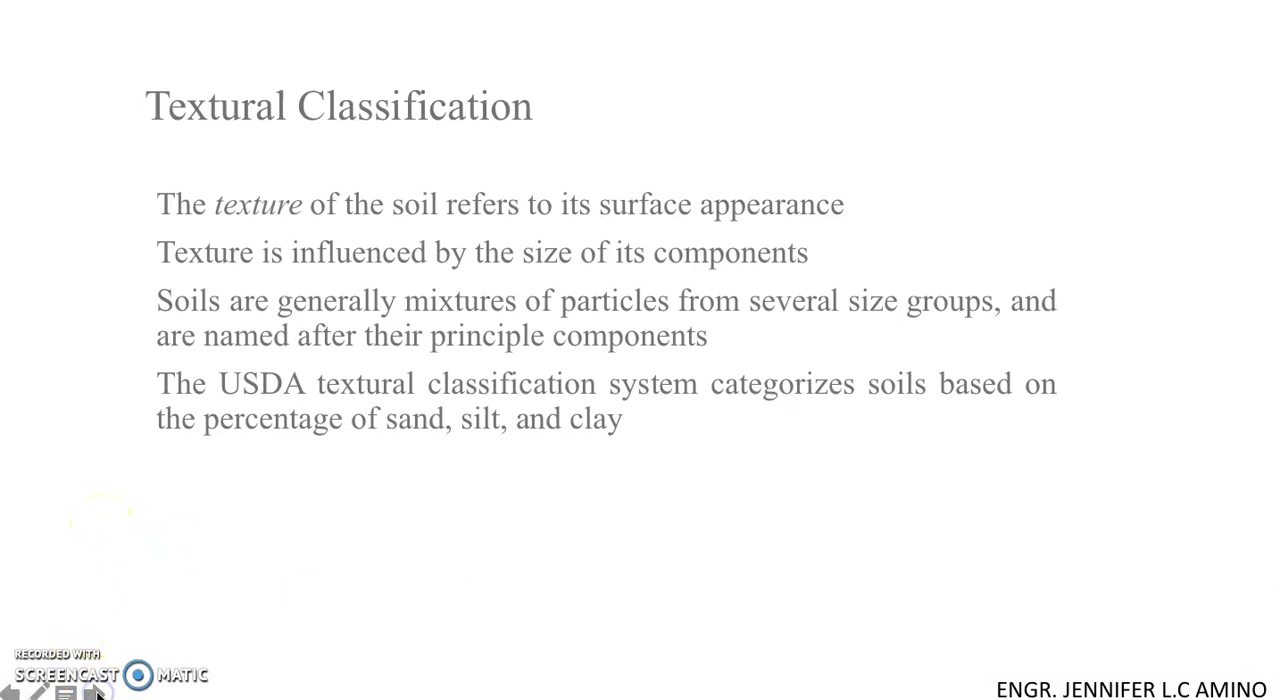 Textural Classification
The texture of the soil refers to its surface appearance
Texture is influenced by the size of its components
Soils are generally mixtures of particles from several size groups, and
are named after their principle components
The USDA textural classification system categorizes soils based on
the percentage of sand, silt, and clay
RECORDED WITH
SCREENCAST MATIC
ENGR. JENNIFER L.C AMINO